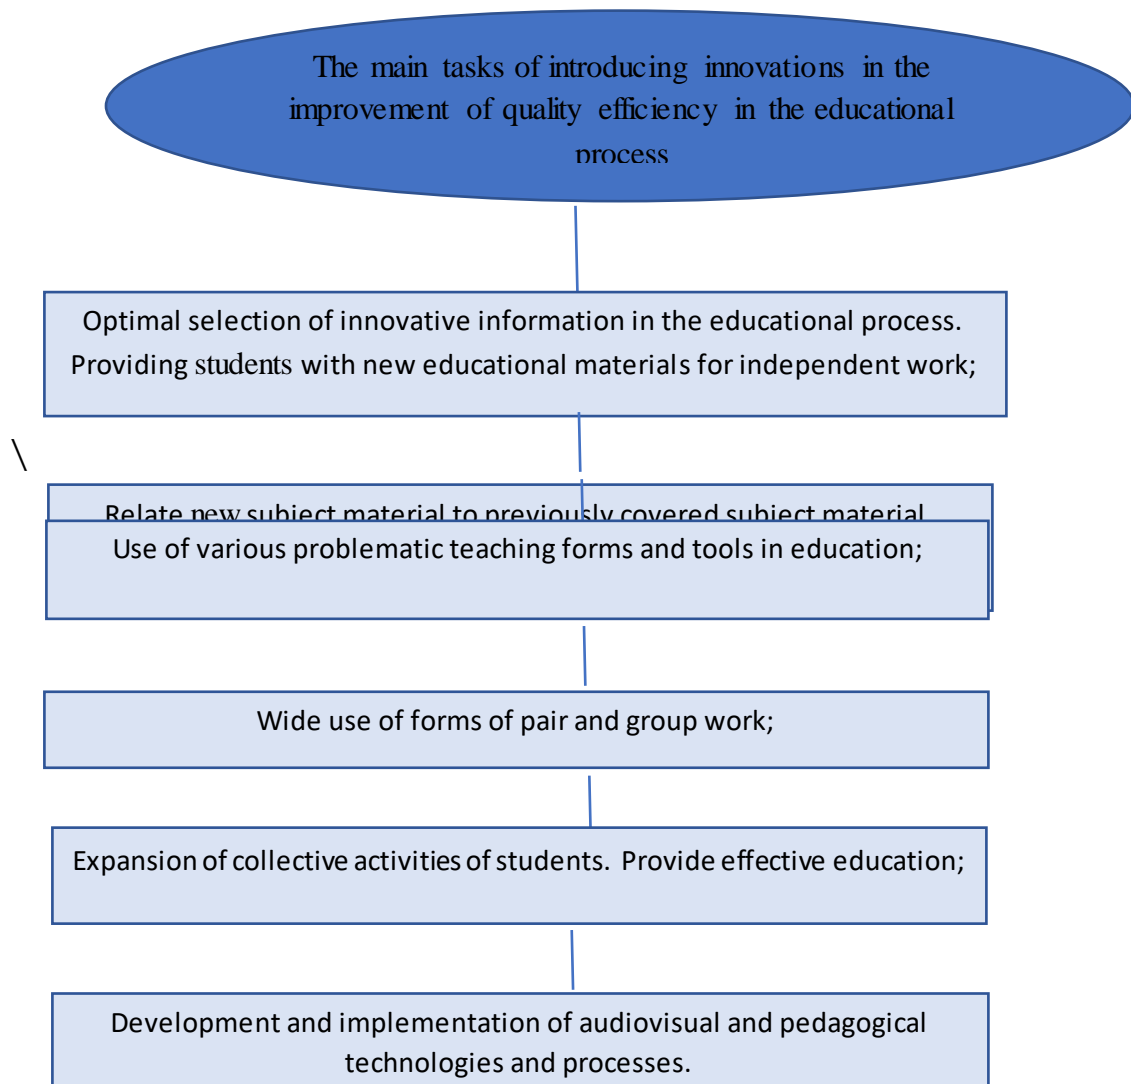 The main tasks of introducing innovations in the
improvement of quality efficiency in the educational
process
Optimal selection of innovative information in the educational process.
Providing students with new educational materials for independent work;
\
Relate new subject material to previously covered subject material
Use of various problematic teaching forms and tools in education;
Wide use of forms of pair and group work;
Expansion of collective activities of students. Provide effective education;
Development and implementation of audiovisual and pedagogical
technologies and processes.